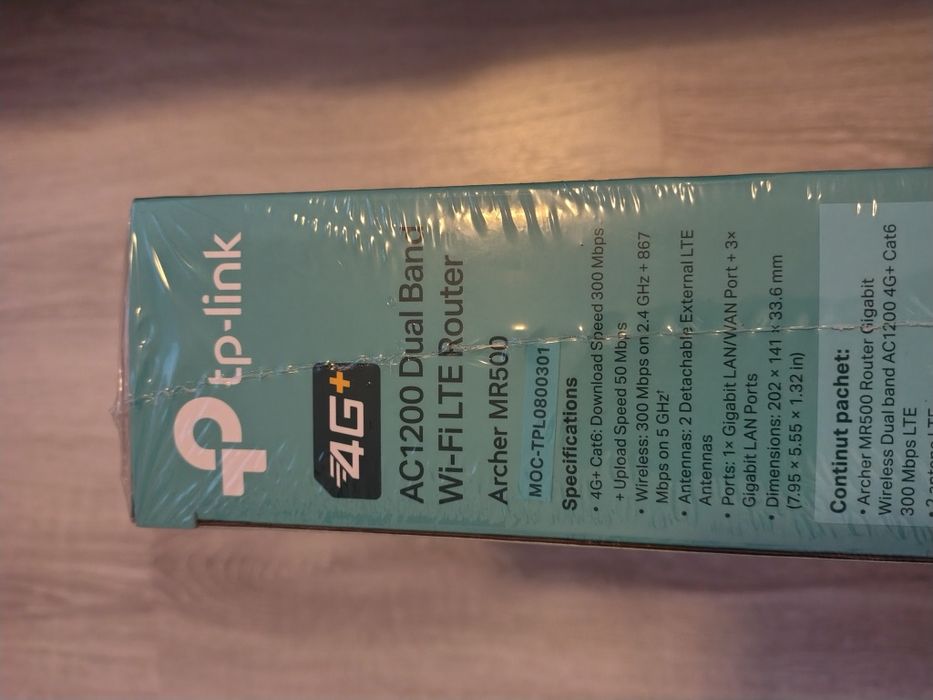 tp-link
4G+
AC1200 Dual Band
Wi-Fi LTE Router
Archer MR500
MOC-TPL0800301
Specifications
• 4G+ Cat6: Download Speed 300 Mbps
+ Upload Speed 50 Mbps
• Wireless: 300 Mbps on 2.4 GHz + 867
Mbps on 5 GHz†
• Antennas: 2 Detachable External LTE
Antennas
• Ports: 1× Gigabit LAN/WAN Port + 3×
Gigabit LAN Ports
• Dimensions: 202 × 141 × 33.6 mm
(7.95 × 5.55 × 1.32 in)
Continut pachet:
• Archer MR500 Router Gigabit
Wireless Dual band AC1200 4G+ Cat6
300 Mbps LTE